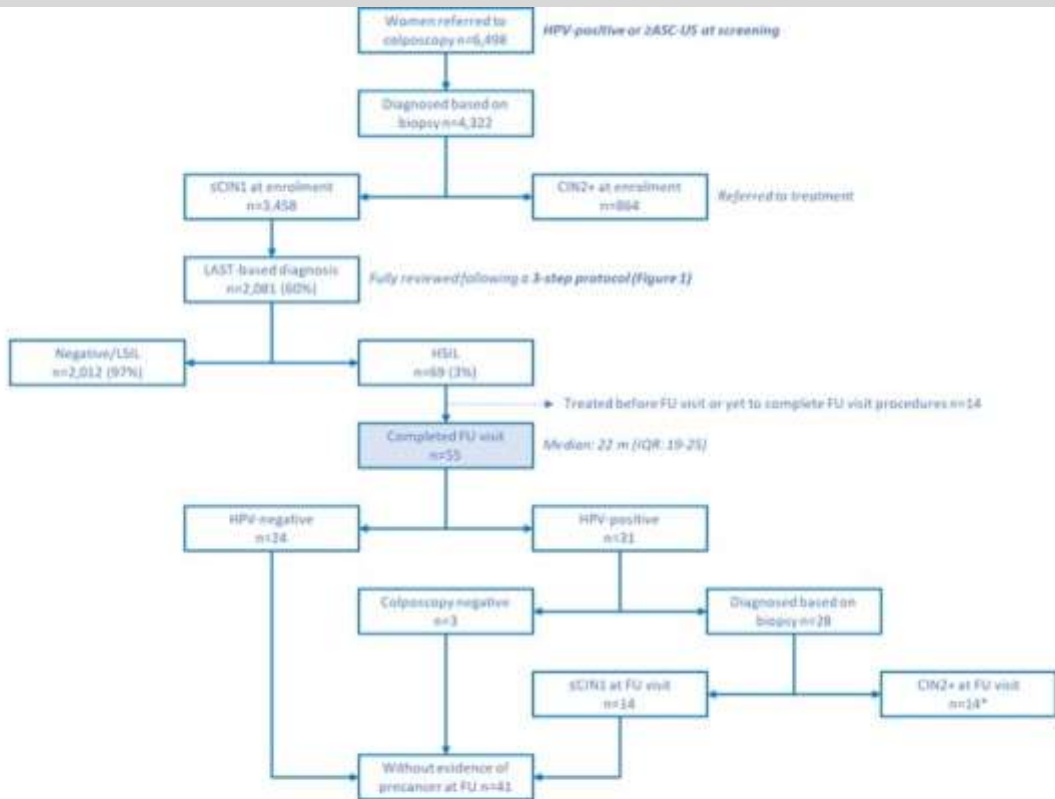 Women referred to
colposcopy n=6,498
HPV-positive or ≥ASC-US at screening
Diagnosed based on
biopsy n=4,322
≤CIN1 at enrolment
n=3,458
CIN2+ at enrolment
n=864
Referred to treatment
LAST-based diagnosis
n=2,081 (60%)
Fully reviewed following a 3-step protocol (Figure 1)
Negative/LSIL
n=2,012 (97%)
HSIL
n=69 (3%)
Treated before FU visit or yet to complete FU visit procedures n=14
Completed FU visit
n=55
Median: 22 m (IQR: 19-25)
HPV-negative
n=24
HPV-positive
n=31
Colposcopy negative
n=3
Diagnosed based on
biopsy n=28
≤CIN1 at FU visit
n=14
CIN2+ at FU visit
n=14*
Without evidence of
precancer at FU n=41